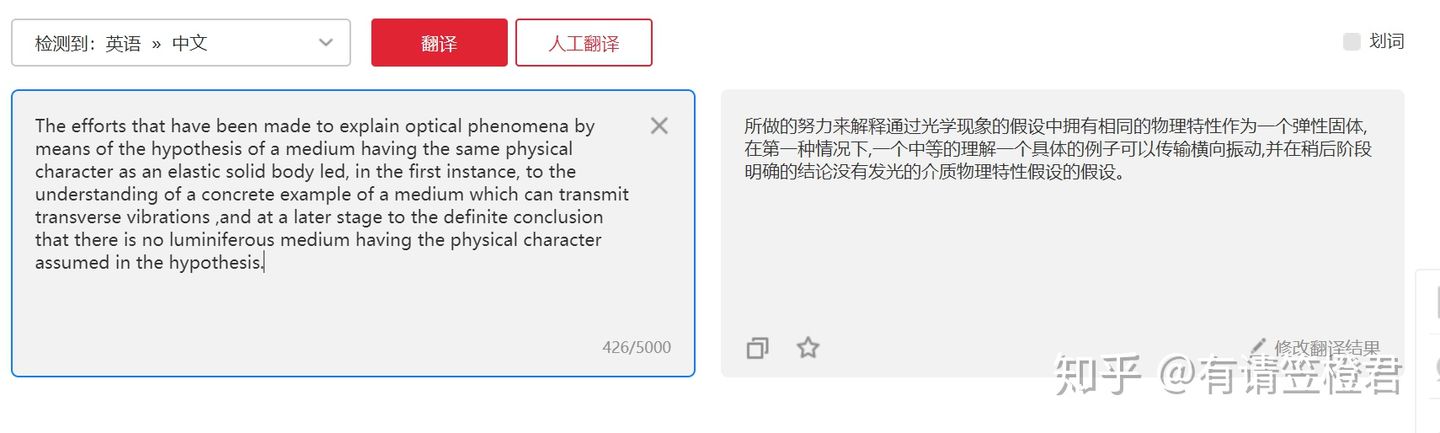 检测到：英语 » 中文
翻译
人工翻译
划词
The efforts that have been made to explain optical phenomena by
means of the hypothesis of a medium having the same physical
character as an elastic solid body led, in the first instance, to the
understanding of a concrete example of a medium which can transmit
transverse vibrations ,and at a later stage to the definite conclusion
that there is no luminiferous medium having the physical character
assumed in the hypothesis.
426/5000
所做的努力来解释通过光学现象的假设中拥有相同的物理特性作为一个弹性固体,
在第一种情况下,一个中等的理解一个具体的例子可以传输横向振动,并在稍后阶段
明确的结论没有发光的介质物理特性假设的假设。
修改翻译结果
知乎 @有请笠橙君